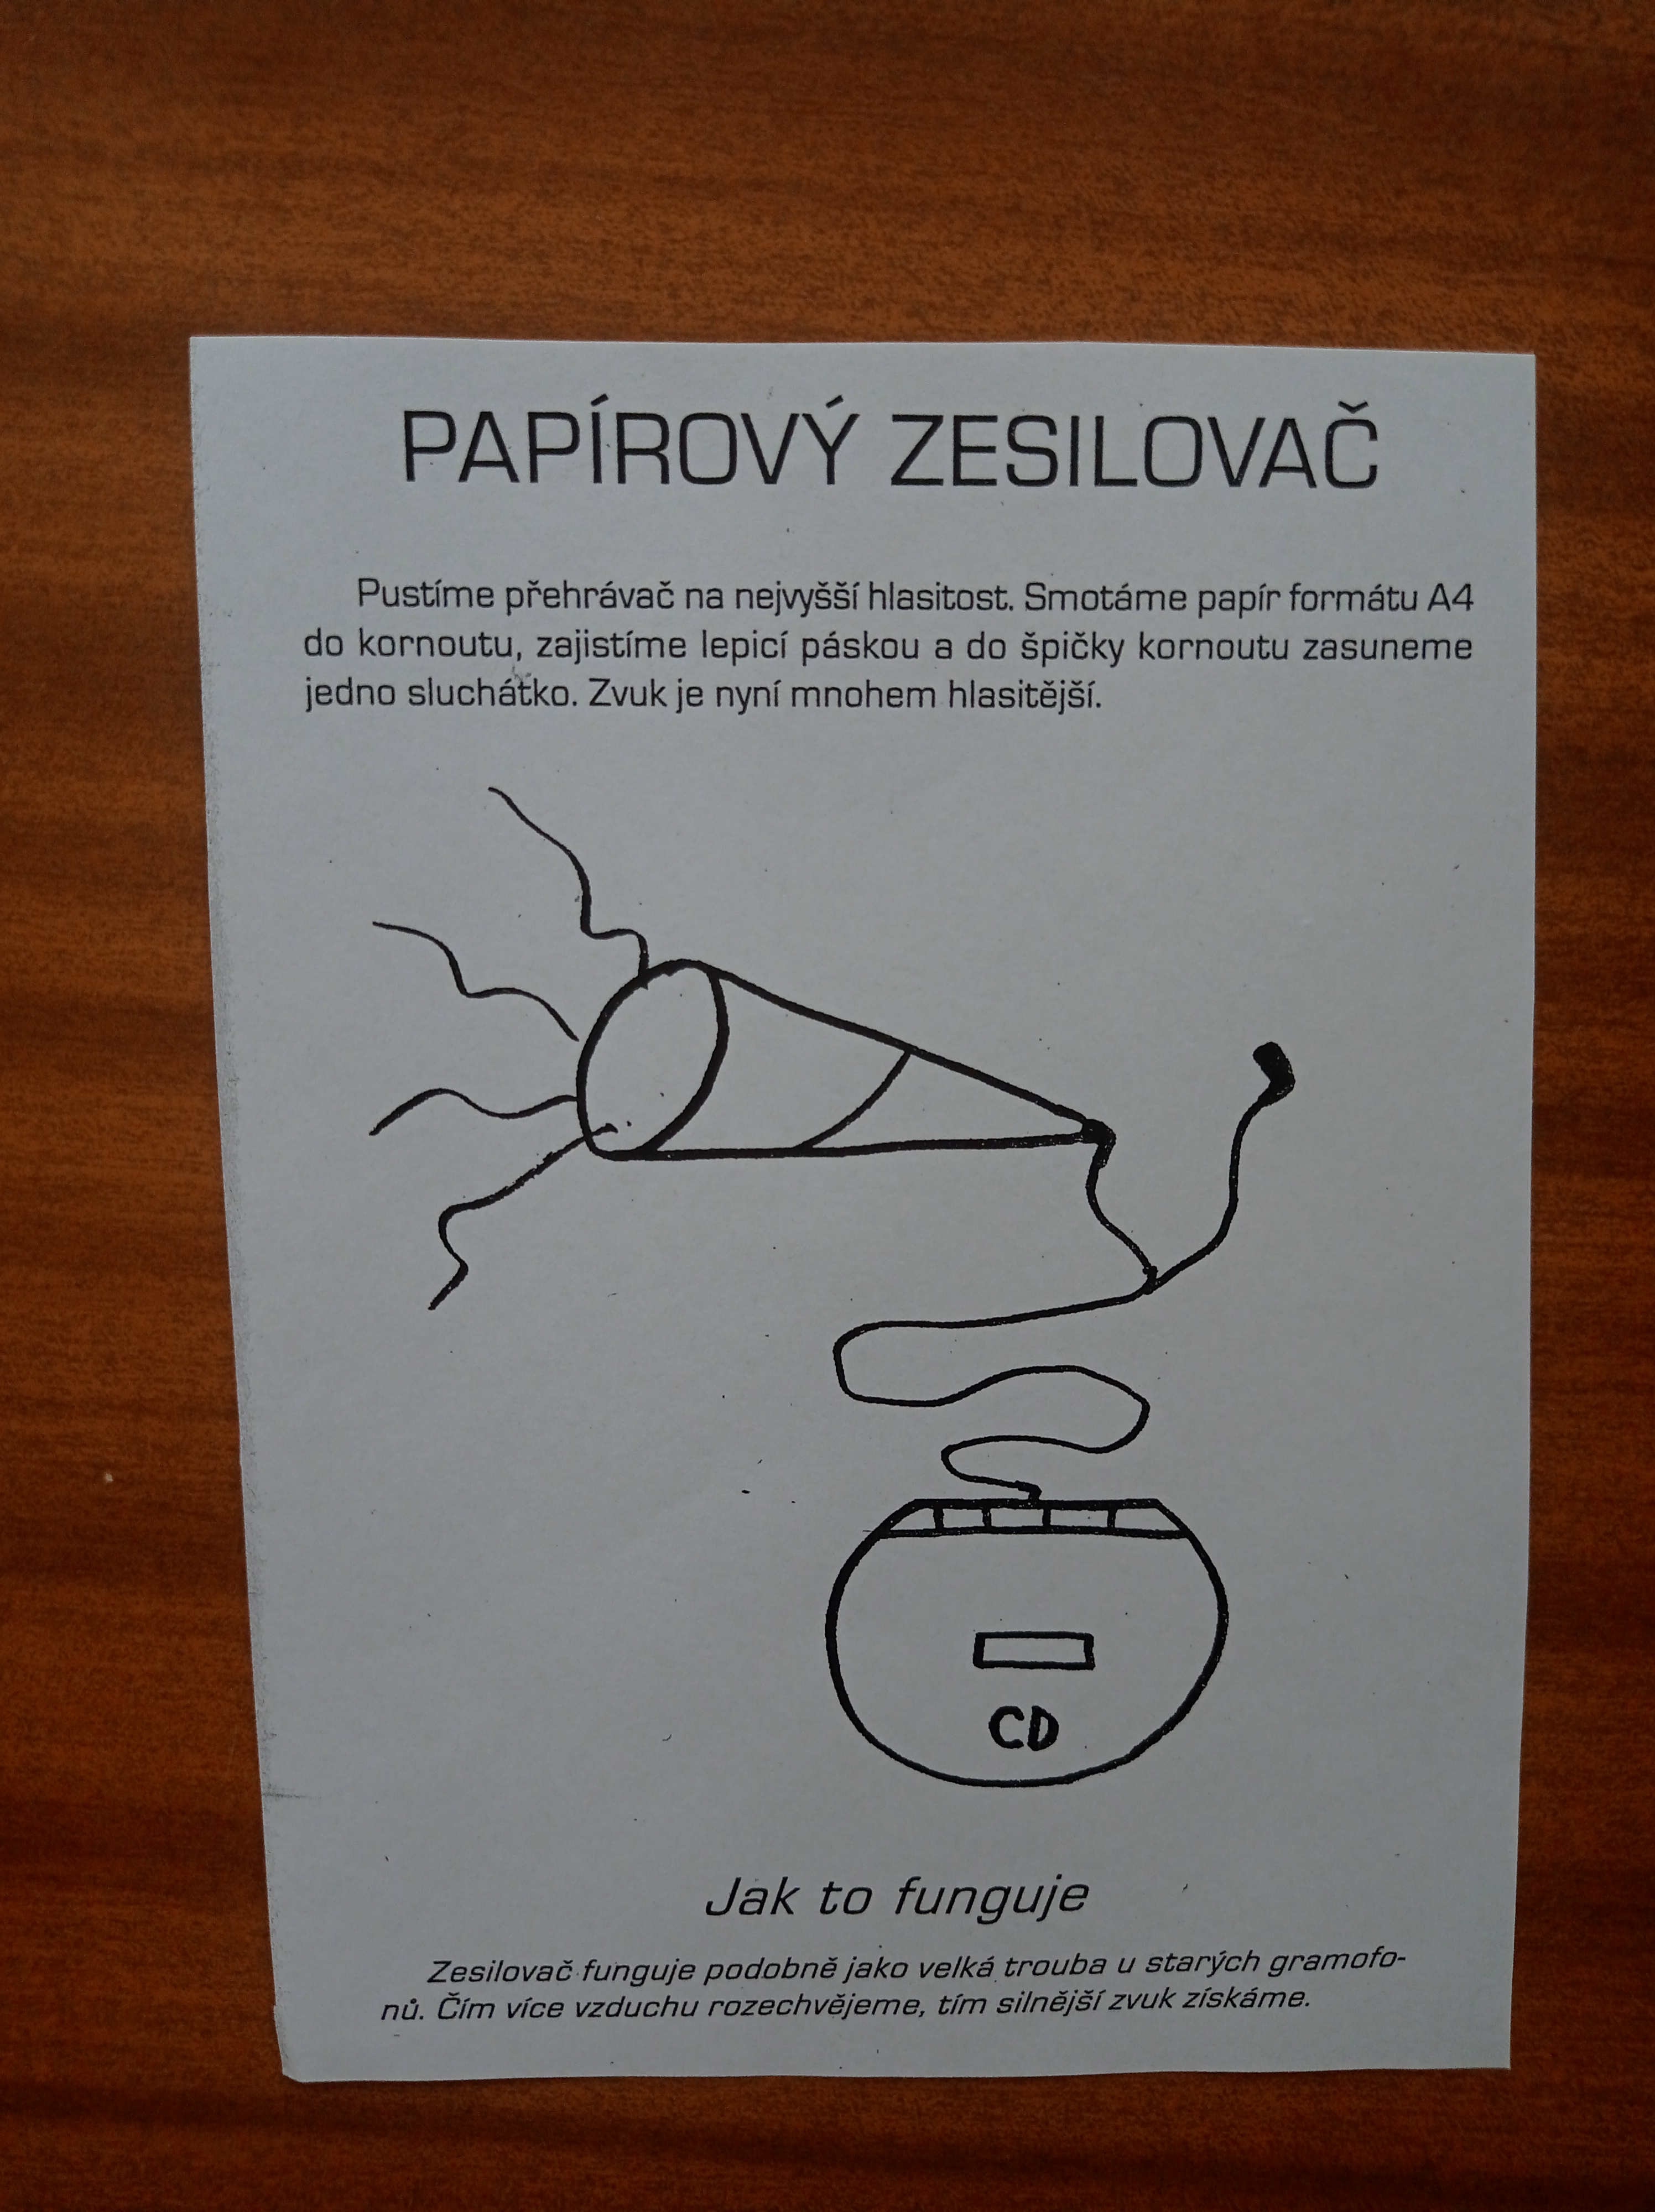 PAPÍROVÝ ZESILOVAČ
Pustíme přehrávač na nejvyšší hlasitost. Smotáme papír formátu A4
do kornoutu, zajistíme lepicí páskou a do špičky kornoutu zasuneme
jedno sluchátko. Zvuk je nyní mnohem hlasitější.
CD
Jak to funguje
Zesilovač funguje podobně jako velká trouba u starých gramofo-
nů. Čím více vzduchu rozechvějeme, tím silnější zvuk získáme.